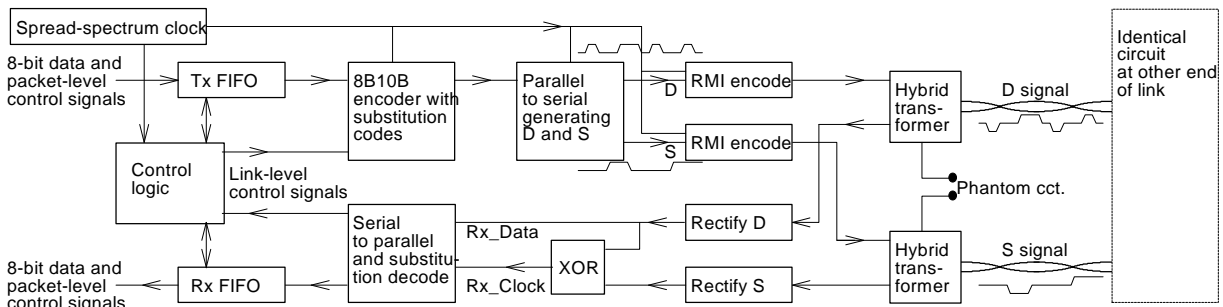 Spread-spectrum clock
8-bit data and
packet-level
control signals
Tx FIFO
8B10B
encoder with
substitution
codes
Parallel
to serial
generating
D and S
D
S
RMI encode
RMI encode
Hybrid
trans-
former
D signal
Identical
circuit
at other end
of link
Control
logic
Link-level
control signals
Phantom cct.
Serial
to parallel
and substitu-
tion decode
Rx_Data
Rx_Clock
XOR
Rectify D
Rectify S
Hybrid
trans-
former
S signal
8-bit data and
packet-level
control signals
Rx FIFO